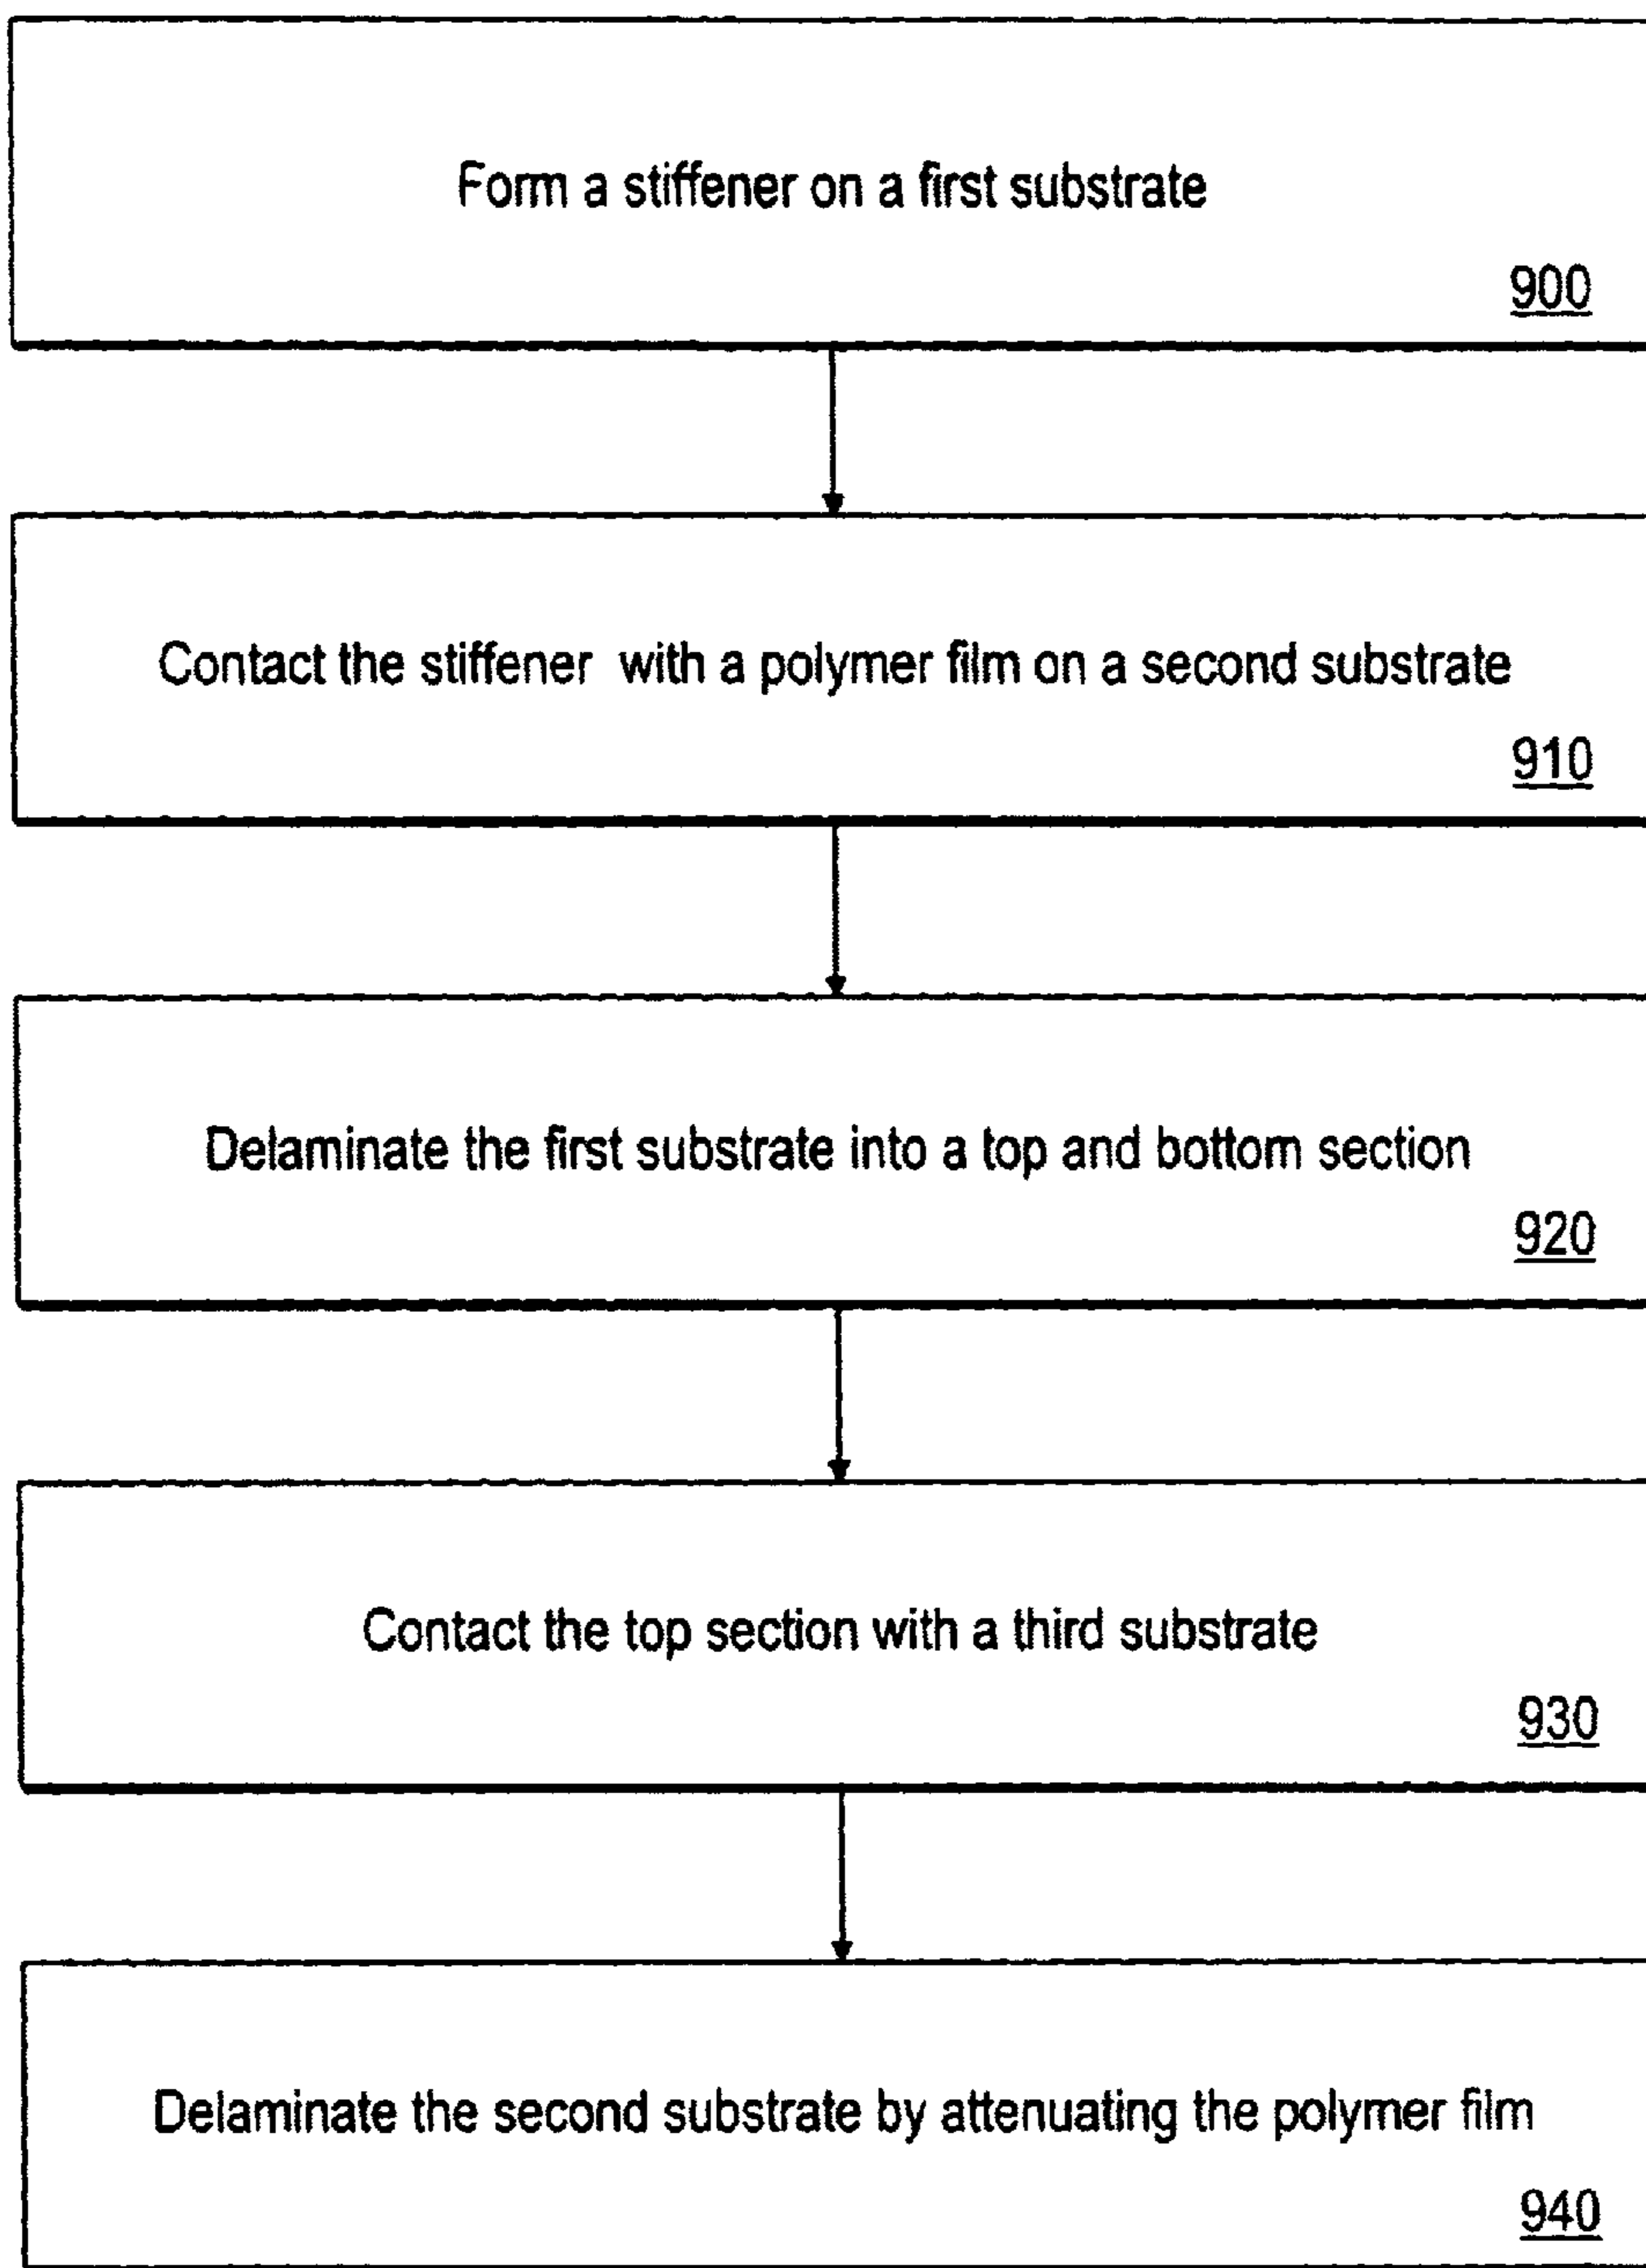 Form a stiffener on a first substrate
900
Contact the stiffener with a polymer film on a second substrate
910
Delaminate the first substrate into a top and bottom section
920
Contact the top section with a third substrate
930
Delaminate the second substrate by attenuating the polymer film
940